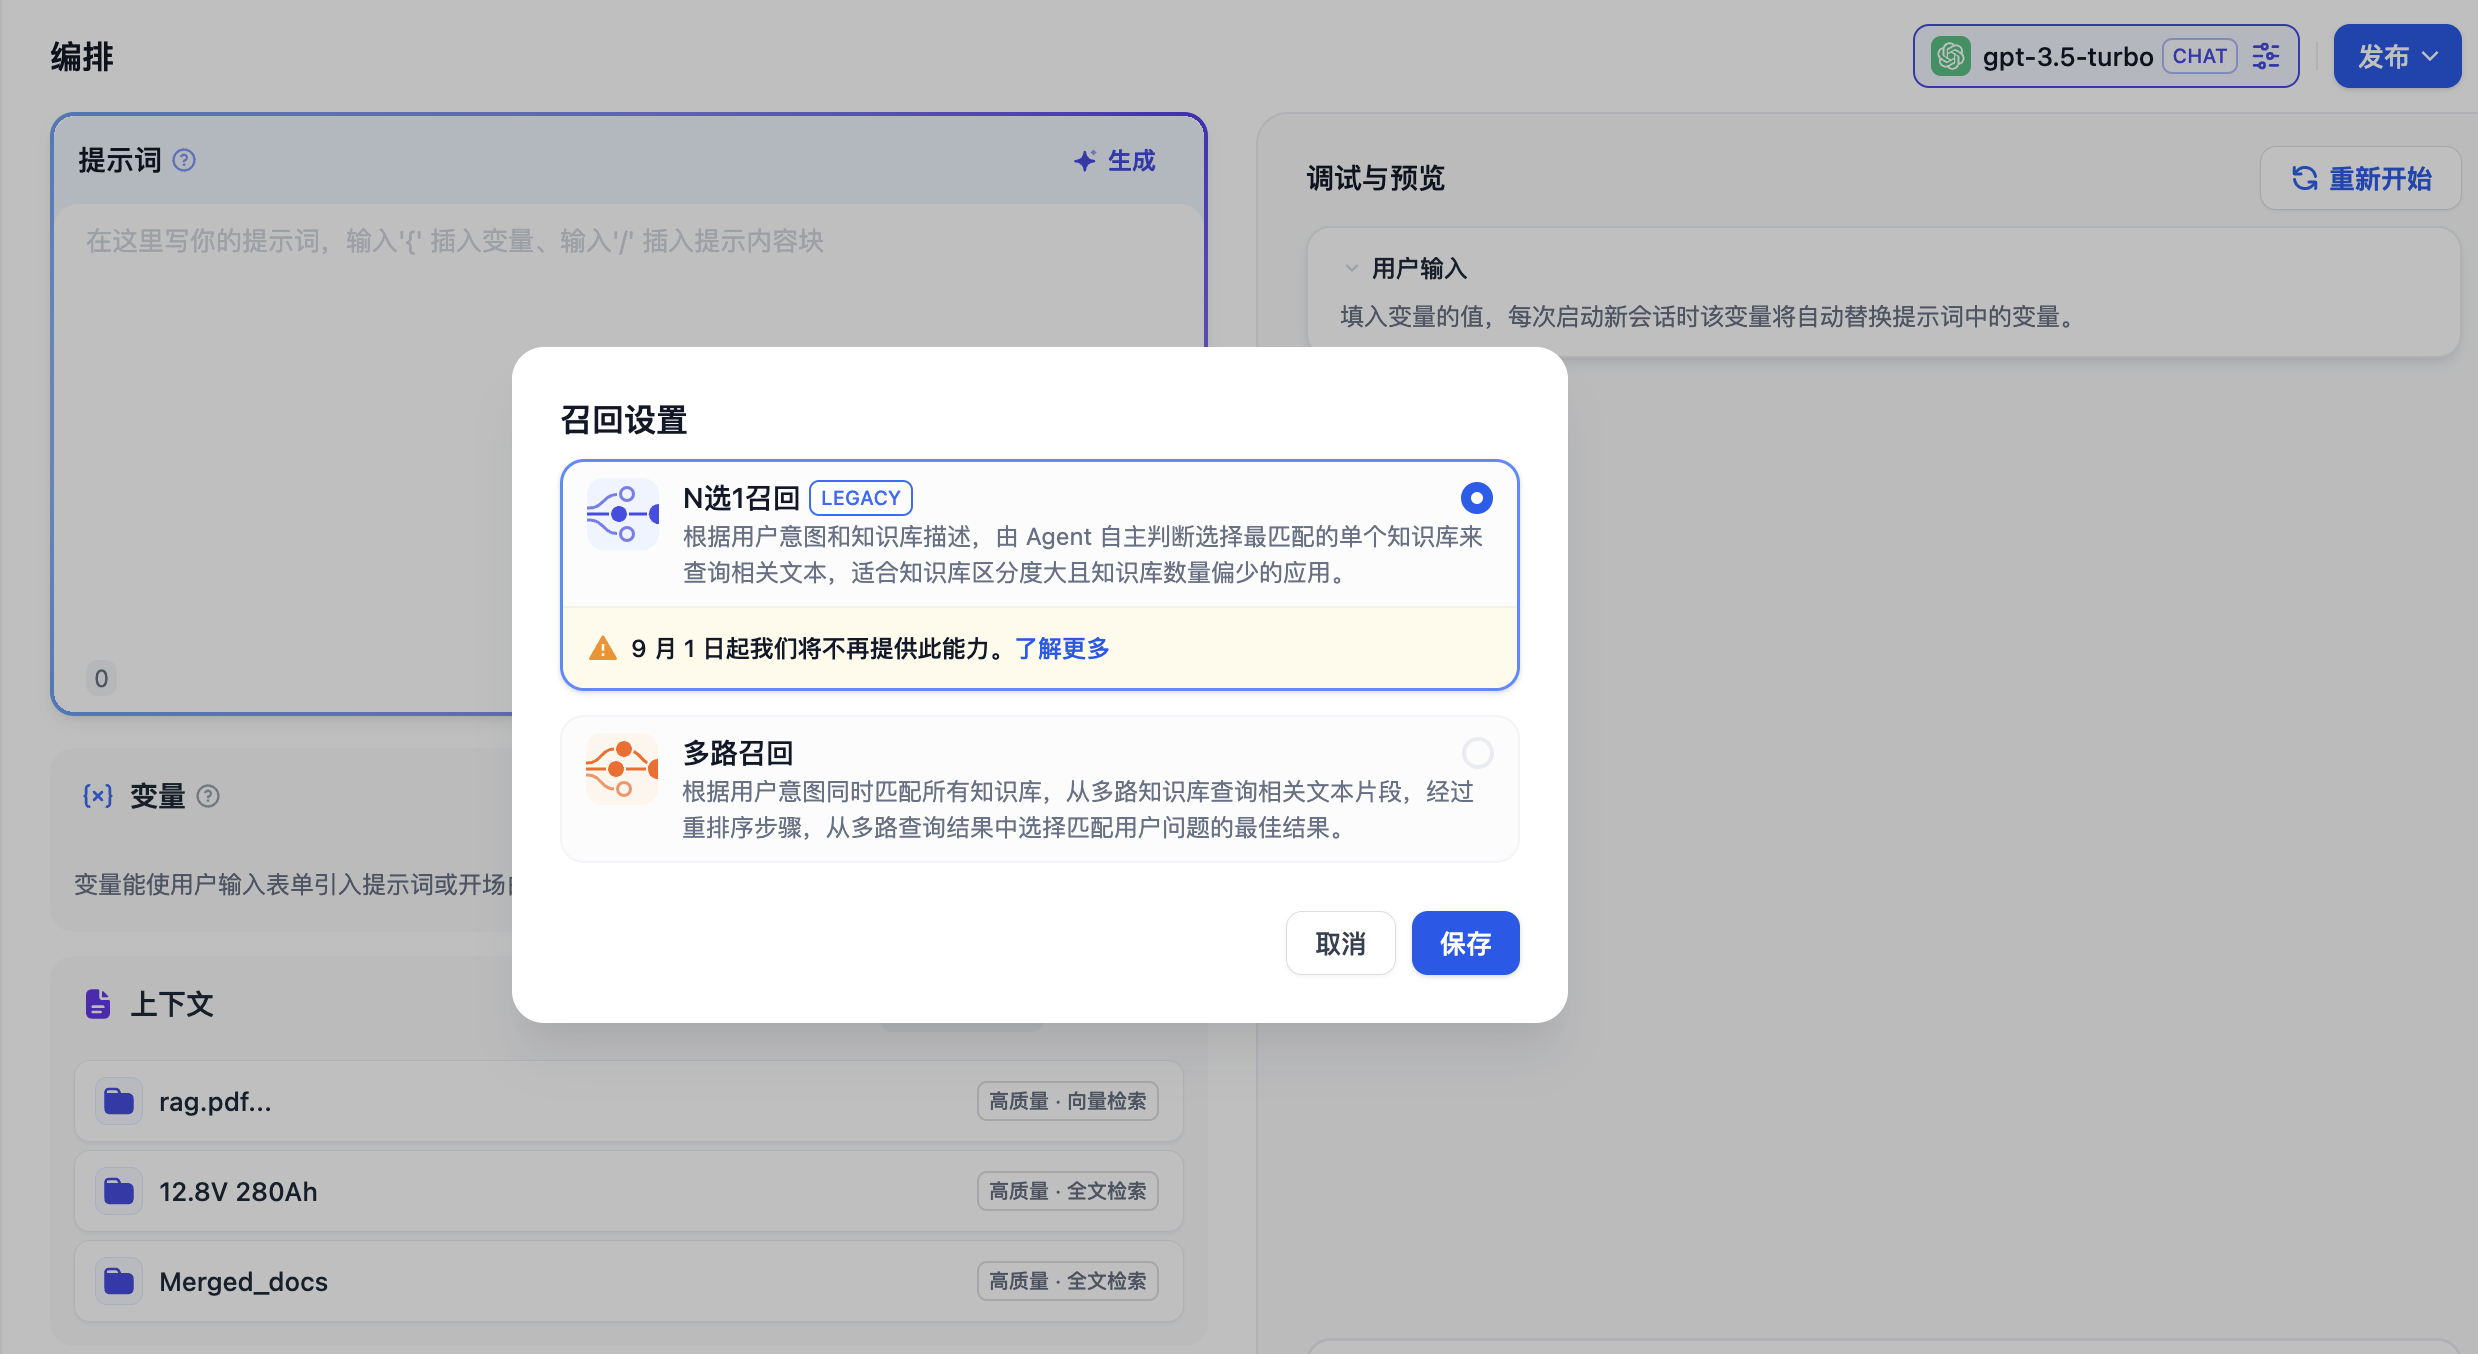 编排
gpt-3.5-turbo CHAT
发布
提示词
生成
在这里写你的提示词，输入'{' 插入变量、输入'/' 插入提示内容块
0
调试与预览
重新开始
用户输入
填入变量的值，每次启动新会话时该变量将自动替换提示词中的变量。
召回设置
N选1召回 LEGACY
根据用户意图和知识库描述，由 Agent 自主判断选择最匹配的单个知识库来
查询相关文本，适合知识库区分度大且知识库数量偏少的应用。
9 月 1 日起我们将不再提供此能力。了解更多
多路召回
根据用户意图同时匹配所有知识库，从多路知识库查询相关文本片段，经过
重排序步骤，从多路查询结果中选择匹配用户问题的最佳结果。
取消
保存
{x} 变量
变量能使用户输入表单引入提示词或开场
上下文
rag.pdf...
高质量 · 向量检索
12.8V 280Ah
高质量 · 全文检索
Merged_docs
高质量 · 全文检索